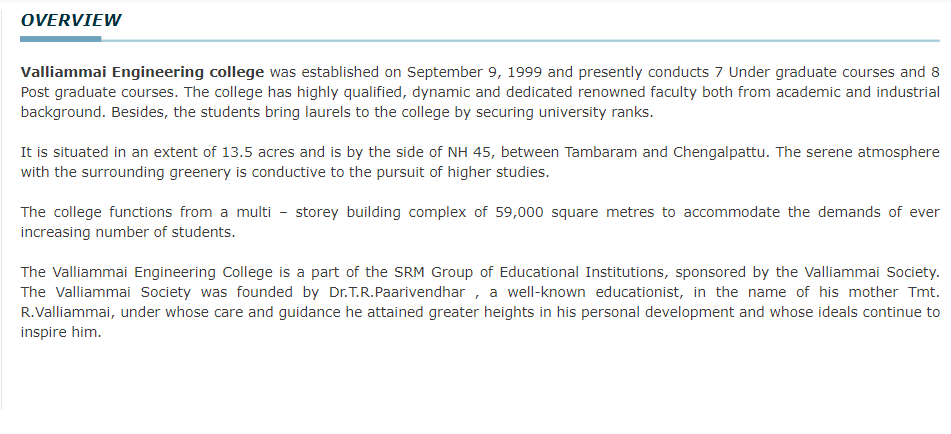 OVERVIEW
Valliammai Engineering college was established on September 9, 1999 and presently conducts 7 Under graduate courses and 8
Post graduate courses. The college has highly qualified, dynamic and dedicated renowned faculty both from academic and industrial
background. Besides, the students bring laurels to the college by securing university ranks.
It is situated in an extent of 13.5 acres and is by the side of NH 45, between Tambaram and Chengalpattu. The serene atmosphere
with the surrounding greenery is conductive to the pursuit of higher studies.
The college functions from a multi – storey building complex of 59,000 square metres to accommodate the demands of ever
increasing number of students.
The Valliammai Engineering College is a part of the SRM Group of Educational Institutions, sponsored by the Valliammai Society.
The Valliammai Society was founded by Dr.T.R.Paarivendhar , a well-known educationist, in the name of his mother Tmt.
R.Valliammai, under whose care and guidance he attained greater heights in his personal development and whose ideals continue to
inspire him.